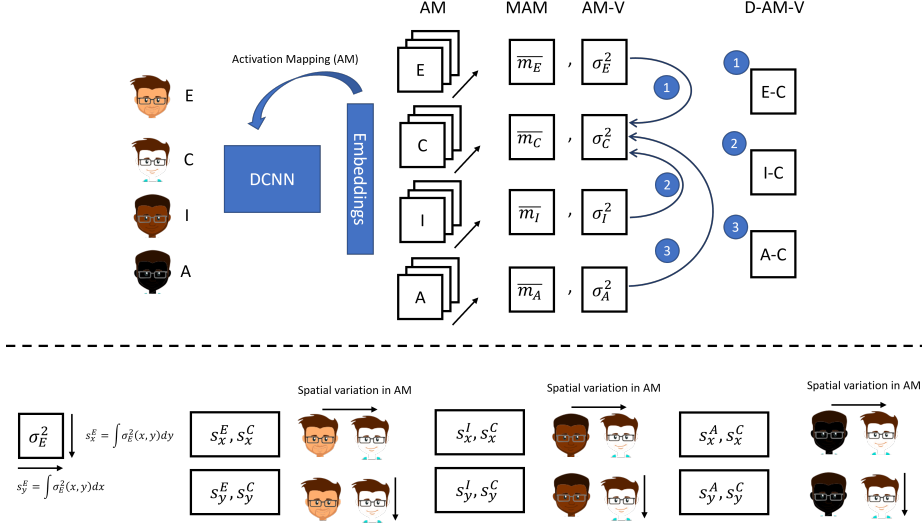 AM MAM AM-V D-AM-V
Activation Mapping (AM)
E
C
I
A
DCNN
Embeddings
E
C
I
A
$\overline{m_E}$ , $\sigma_E^2$
$\overline{m_C}$ , $\sigma_C^2$
$\overline{m_I}$ , $\sigma_I^2$
$\overline{m_A}$ , $\sigma_A^2$
1
2
3
1
E-C
2
I-C
3
A-C
$\sigma_E^2$
$s_x^E = \int \sigma_E^2(x, y)dy$
$s_y^E = \int \sigma_E^2(x, y)dx$
Spatial variation in AM
$s_x^E, s_x^C$
$s_y^E, s_y^C$
Spatial variation in AM
$s_x^I, s_x^C$
$s_y^I, s_y^C$
Spatial variation in AM
$s_x^A, s_x^C$
$s_y^A, s_y^C$